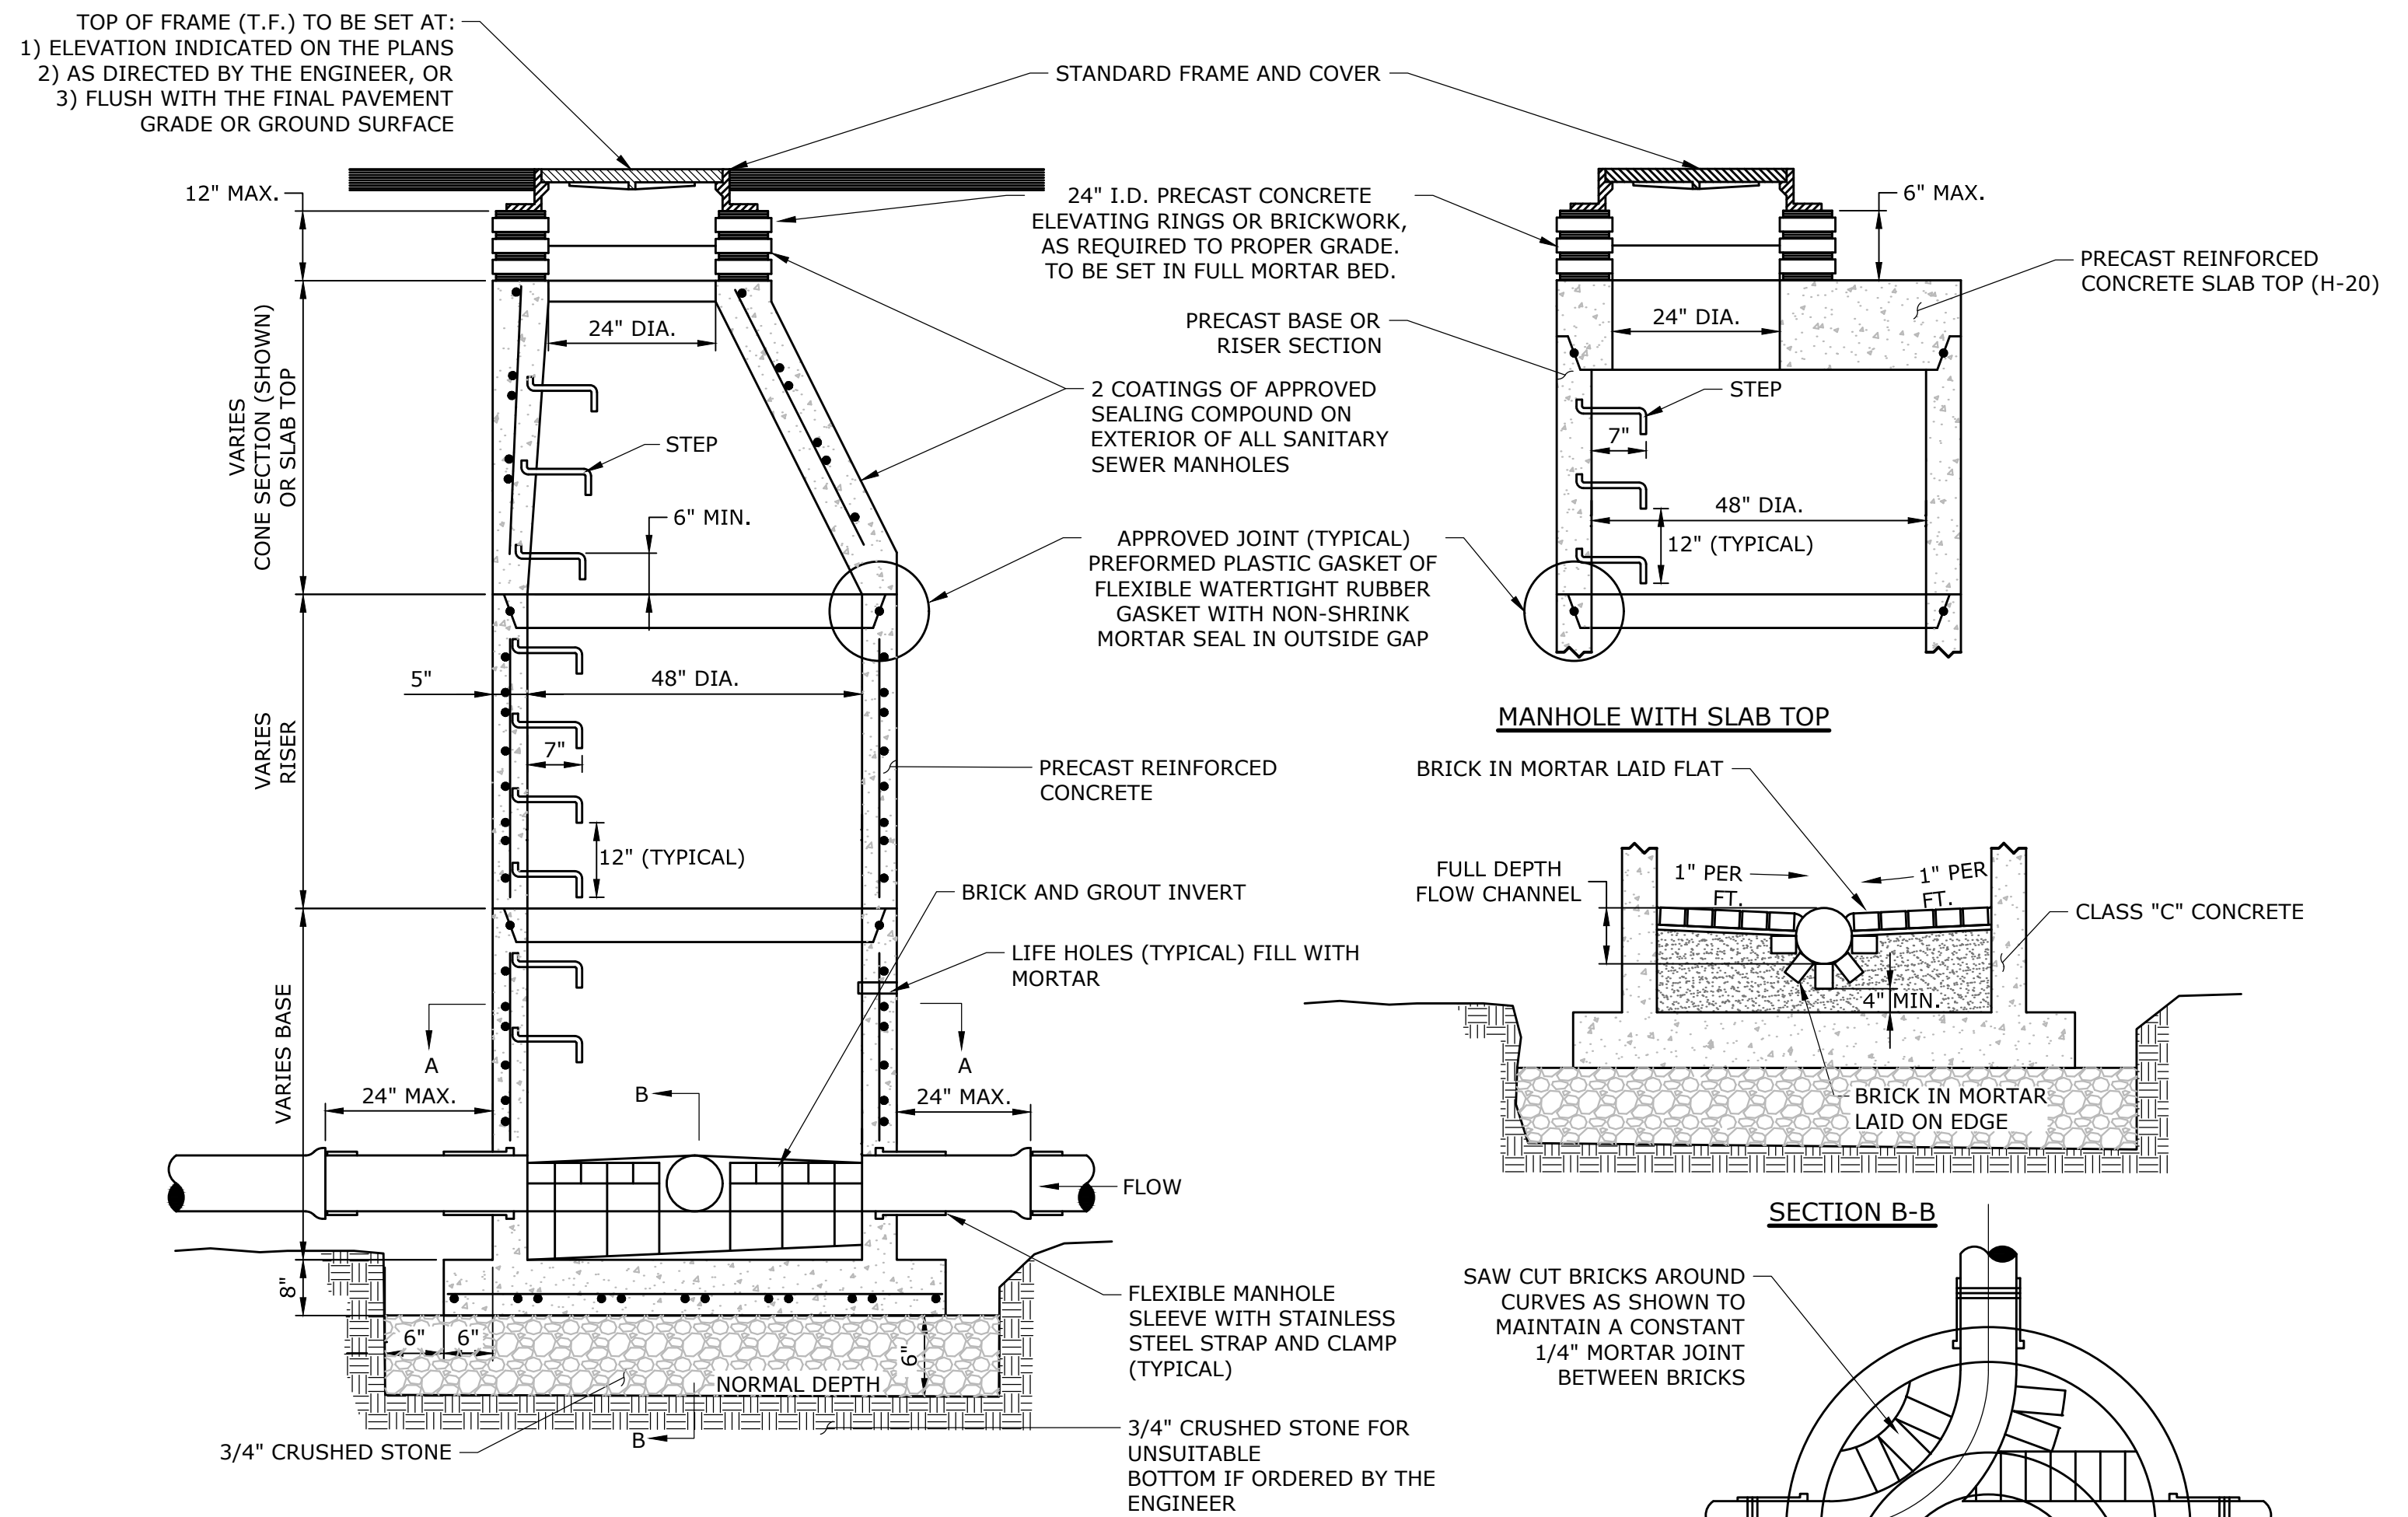 TOP OF FRAME (T.F.) TO BE SET AT:
1) ELEVATION INDICATED ON THE PLANS
2) AS DIRECTED BY THE ENGINEER, OR
3) FLUSH WITH THE FINAL PAVEMENT
GRADE OR GROUND SURFACE
STANDARD FRAME AND COVER
12" MAX.
24" I.D. PRECAST CONCRETE
ELEVATING RINGS OR BRICKWORK,
AS REQUIRED TO PROPER GRADE.
TO BE SET IN FULL MORTAR BED.
6" MAX.
PRECAST REINFORCED
CONCRETE SLAB TOP (H-20)
VARIES
CONE SECTION (SHOWN)
OR SLAB TOP
24" DIA.
PRECAST BASE OR
RISER SECTION
24" DIA.
2 COATINGS OF APPROVED
SEALING COMPOUND ON
EXTERIOR OF ALL SANITARY
SEWER MANHOLES
STEP
7"
STEP
6" MIN.
48" DIA.
12" (TYPICAL)
APPROVED JOINT (TYPICAL)
PREFORMED PLASTIC GASKET OF
FLEXIBLE WATERTIGHT RUBBER
GASKET WITH NON-SHRINK
MORTAR SEAL IN OUTSIDE GAP
VARIES
RISER
5"
48" DIA.
7"
12" (TYPICAL)
PRECAST REINFORCED
CONCRETE
MANHOLE WITH SLAB TOP
BRICK IN MORTAR LAID FLAT
FULL DEPTH
FLOW CHANNEL
1" PER
FT.
1" PER
FT.
CLASS "C" CONCRETE
4" MIN.
BRICK IN MORTAR
LAID ON EDGE
SECTION B-B
BRICK AND GROUT INVERT
LIFE HOLES (TYPICAL) FILL WITH
MORTAR
VARIES BASE
A
A
24" MAX.
B
24" MAX.
FLOW
8"
6"
6"
6"
NORMAL DEPTH
B
3/4" CRUSHED STONE
FLEXIBLE MANHOLE
SLEEVE WITH STAINLESS
STEEL STRAP AND CLAMP
(TYPICAL)
3/4" CRUSHED STONE FOR
UNSUITABLE
BOTTOM IF ORDERED BY THE
ENGINEER
SAW CUT BRICKS AROUND
CURVES AS SHOWN TO
MAINTAIN A CONSTANT
1/4" MORTAR JOINT
BETWEEN BRICKS